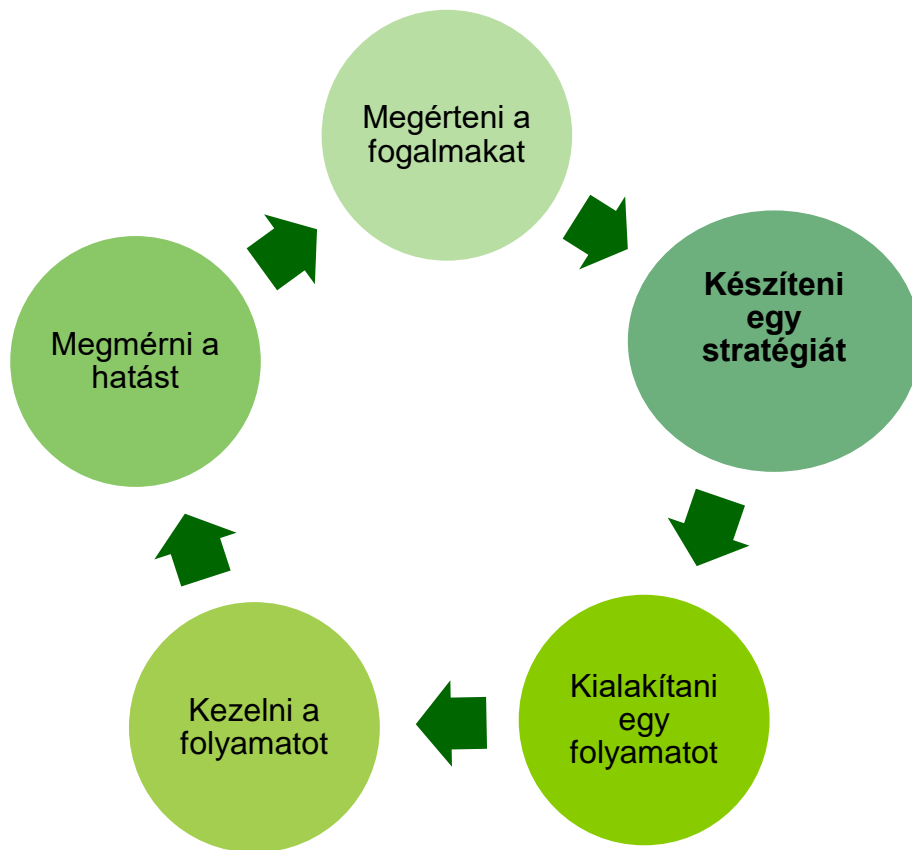 Megérteni a
fogalmakat
Készíteni
egy
stratégiát
Kialakítani
egy
folyamatot
Kezelni a
folyamatot
Megmérni a
hatást